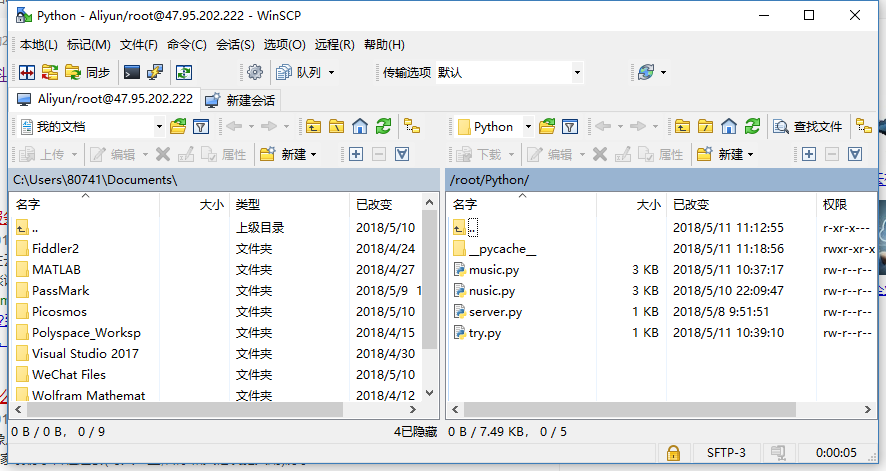 Python - Aliyun/root@47.95.202.222 - WinSCP
本地(L) 标记(M) 文件(F) 命令(C) 会话(S) 选项(O) 远程(R) 帮助(H)
同步 队列 传输选项 默认
Aliyun/root@47.95.202.222 新建会话
我的文档 Python 查找文件
上传 编辑 属性 新建 下载 编辑 属性 新建
C:\Users\80741\Documents\ /root/Python/
名字 大小 类型 已改变 名字 大小 已改变 权限
.. 上级目录 2018/5/10 .. 2018/5/11 11:12:55 r-xr-x---
Fiddler2 文件夹 2018/4/24 __pycache__ 2018/5/11 11:18:56 rwxr-xr-x
MATLAB 文件夹 2018/4/27 music.py 3 KB 2018/5/11 10:37:17 rw-r--r--
PassMark 文件夹 2018/5/9 1 nusic.py 3 KB 2018/5/10 22:09:47 rw-r--r--
Picosmos 文件夹 2018/5/10 server.py 1 KB 2018/5/8 9:51:51 rw-r--r--
Polyspace_Worksp 文件夹 2018/4/15 try.py 1 KB 2018/5/11 10:39:10 rw-r--r--
Visual Studio 2017 文件夹 2018/4/30
WeChat Files 文件夹 2018/5/10
Wolfram Mathemat 文件夹 2018/4/12
0 B / 0 B， 0 / 9 4已隐藏 0 B / 7.49 KB， 0 / 5
SFTP-3 0:00:05